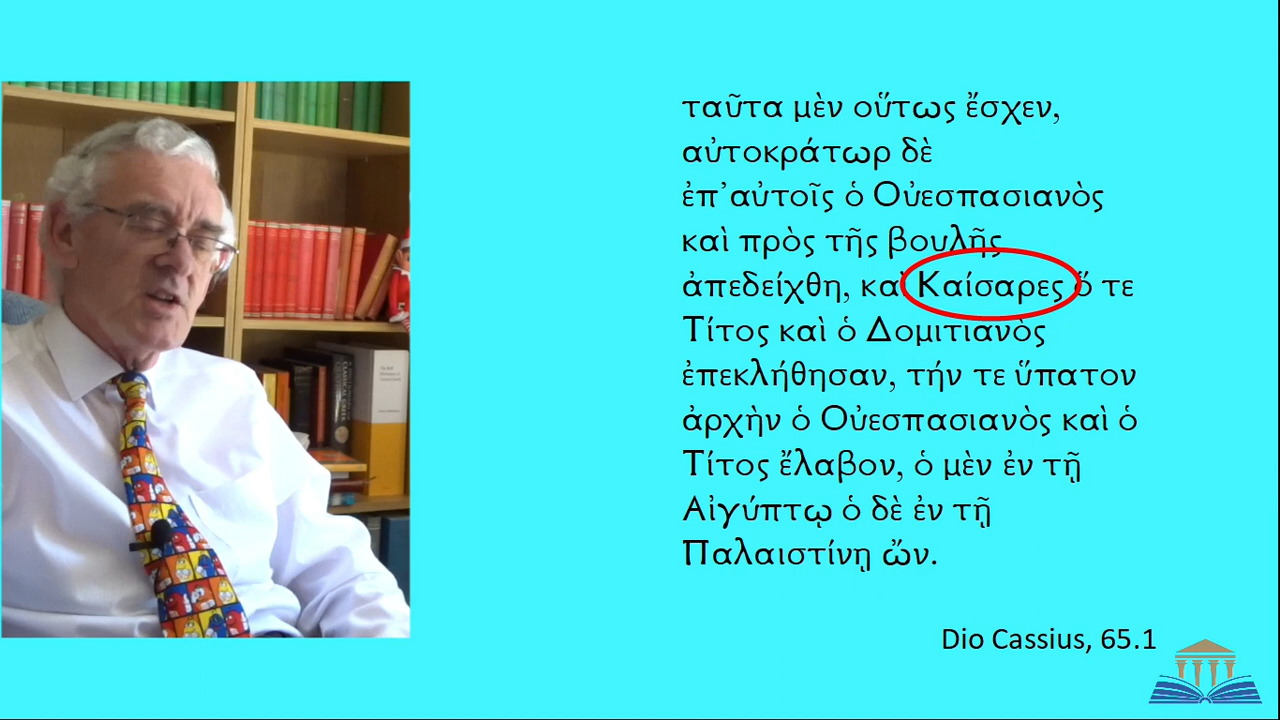 ταῦτα μὲν οὕτως ἔσχεν,
αὐτοκράτωρ δὲ
ἐπ᾽αὐτοῖς ὁ Οὐεσπασιανὸς
καὶ πρὸς τῆς βουλῆς
ἀπεδείχθη, καὶ Καίσαρες ὅ τε
Τίτος καὶ ὁ Δομιτιανὸς
ἐπεκλήθησαν, τήν τε ὕπατον
ἀρχὴν ὁ Οὐεσπασιανὸς καὶ ὁ
Τίτος ἔλαβον, ὁ μὲν ἐν τῇ
Αἰγύπτῳ ὁ δὲ ἐν τῇ
Παλαιστίνῃ ὤν.
Dio Cassius, 65.1